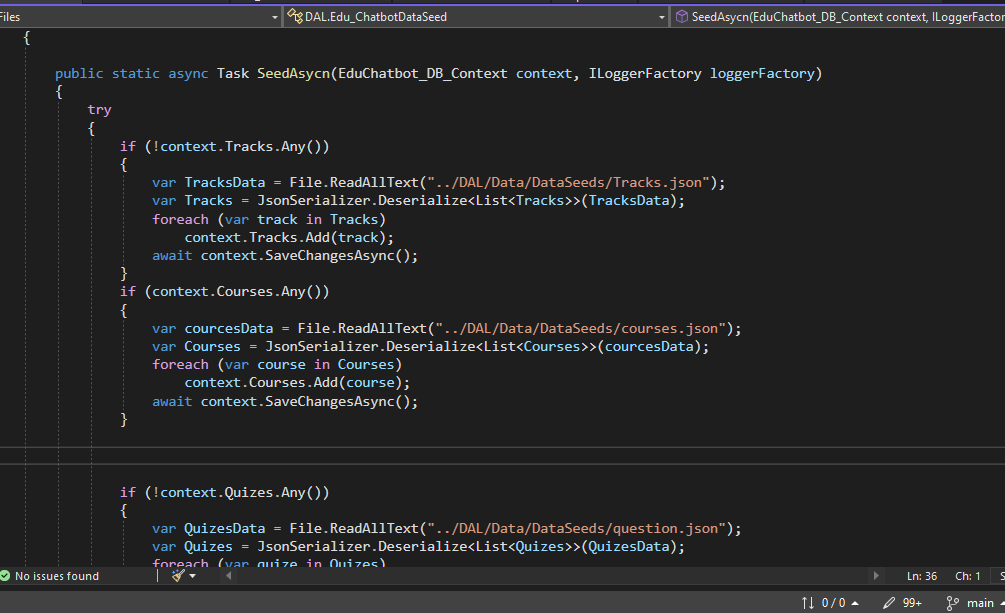 Files
DAL.Edu_ChatbotDataSeed
SeedAsycn(EduChatbot_DB_Context context, ILoggerFactor
{
public static async Task SeedAsycn(EduChatbot_DB_Context context, ILoggerFactory loggerFactory)
{
try
{
if (!context.Tracks.Any())
{
var TracksData = File.ReadAllText("../DAL/Data/DataSeeds/Tracks.json");
var Tracks = JsonSerializer.Deserialize<List<Tracks>>(TracksData);
foreach (var track in Tracks)
context.Tracks.Add(track);
await context.SaveChangesAsync();
}
if (context.Courses.Any())
{
var courcesData = File.ReadAllText("../DAL/Data/DataSeeds/courses.json");
var Courses = JsonSerializer.Deserialize<List<Courses>>(courcesData);
foreach (var course in Courses)
context.Courses.Add(course);
await context.SaveChangesAsync();
}
if (!context.Quizes.Any())
{
var QuizesData = File.ReadAllText("../DAL/Data/DataSeeds/question.json");
var Quizes = JsonSerializer.Deserialize<List<Quizes>>(QuizesData);
foreach (var quize in Quizes)
No issues found
Ln: 36
Ch: 1
S
0 / 0
99+
main